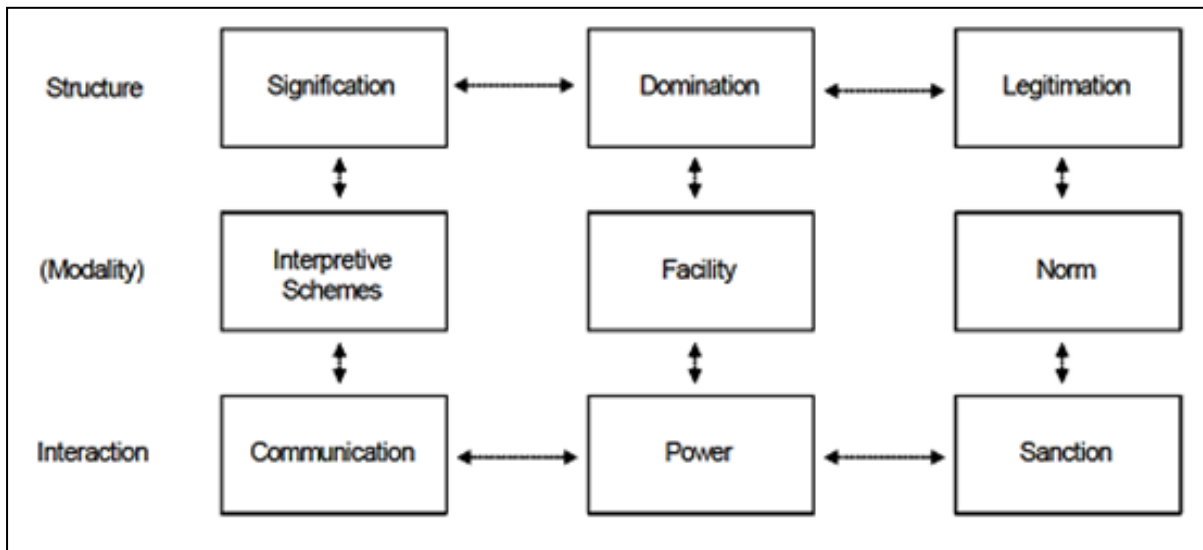 Structure
Signification
Domination
Legitimation
(Modality)
Interpretive
Schemes
Facility
Norm
Interaction
Communication
Power
Sanction